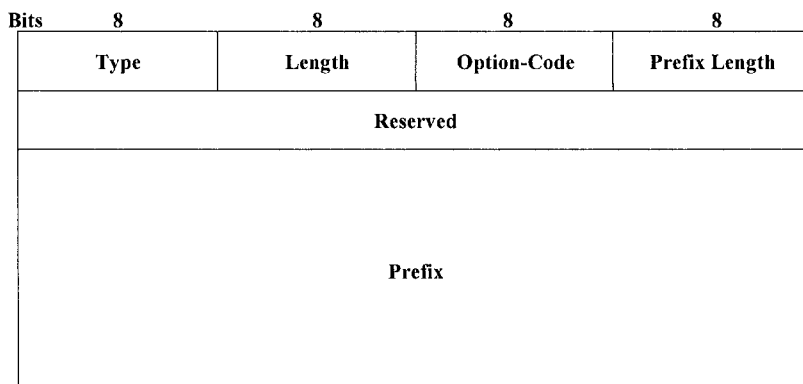 Bits 8 8 8 8
Type Length Option-Code Prefix Length
Reserved
Prefix